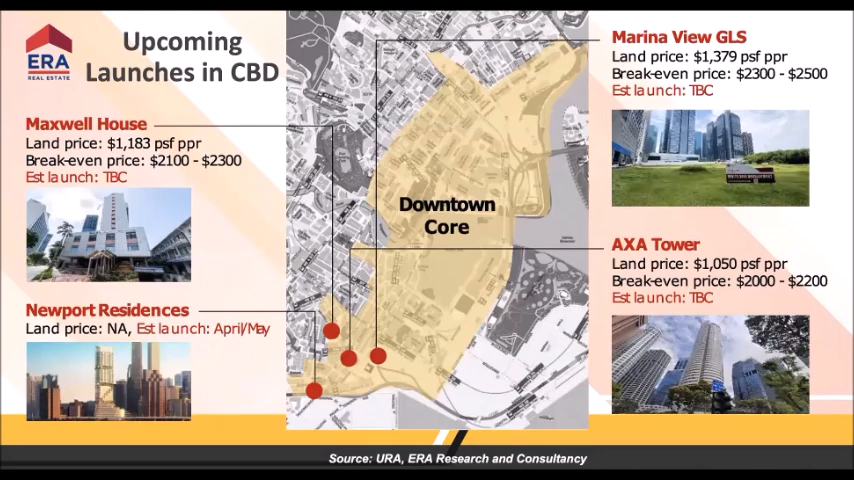 ERA
REAL ESTATE
Upcoming
Launches in CBD
Maxwell House
Land price: $1,183 psf ppr
Break-even price: $2100 - $2300
Est launch: TBC
Newport Residences
Land price: NA, Est launch: April/May
Downtown
Core
Marina View GLS
Land price: $1,379 psf ppr
Break-even price: $2300 - $2500
Est launch: TBC
AXA Tower
Land price: $1,050 psf ppr
Break-even price: $2000 - $2200
Est launch: TBC
Source: URA, ERA Research and Consultancy